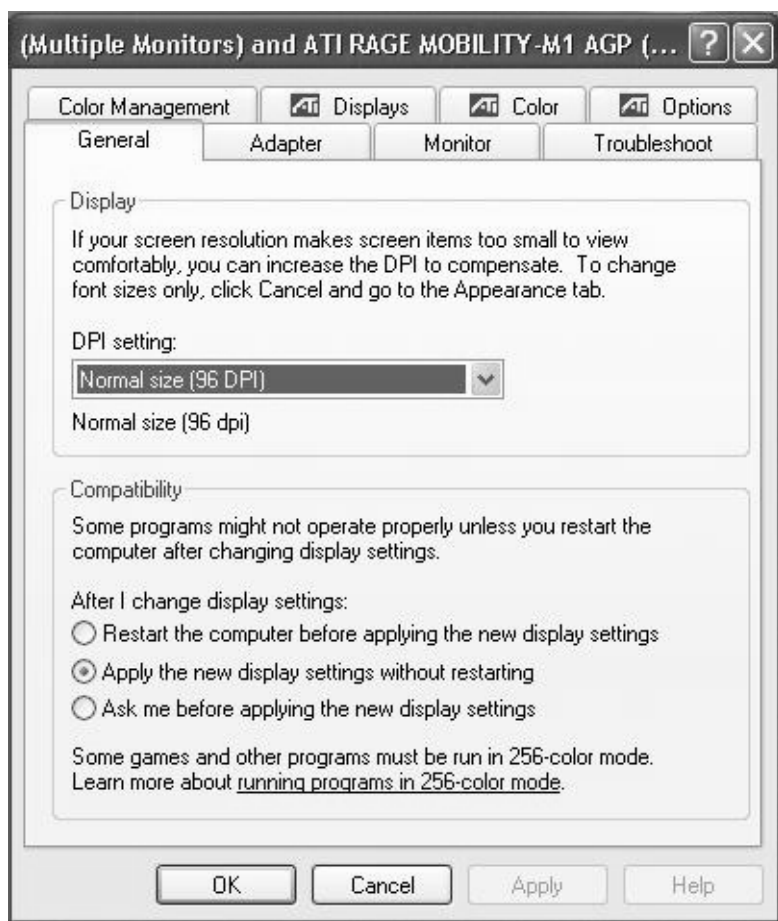 (Multiple Monitors) and ATI RAGE MOBILITY-M1 AGP (...
Color Management ATI Displays ATI Color ATI Options
General Adapter Monitor Troubleshoot
Display
If your screen resolution makes screen items too small to view
comfortably, you can increase the DPI to compensate. To change
font sizes only, click Cancel and go to the Appearance tab.
DPI setting:
Normal size (96 DPI)
Normal size (96 dpi)
Compatibility
Some programs might not operate properly unless you restart the
computer after changing display settings.
After I change display settings:
Restart the computer before applying the new display settings
Apply the new display settings without restarting
Ask me before applying the new display settings
Some games and other programs must be run in 256-color mode.
Learn more about running programs in 256-color mode.
OK Cancel Apply Help